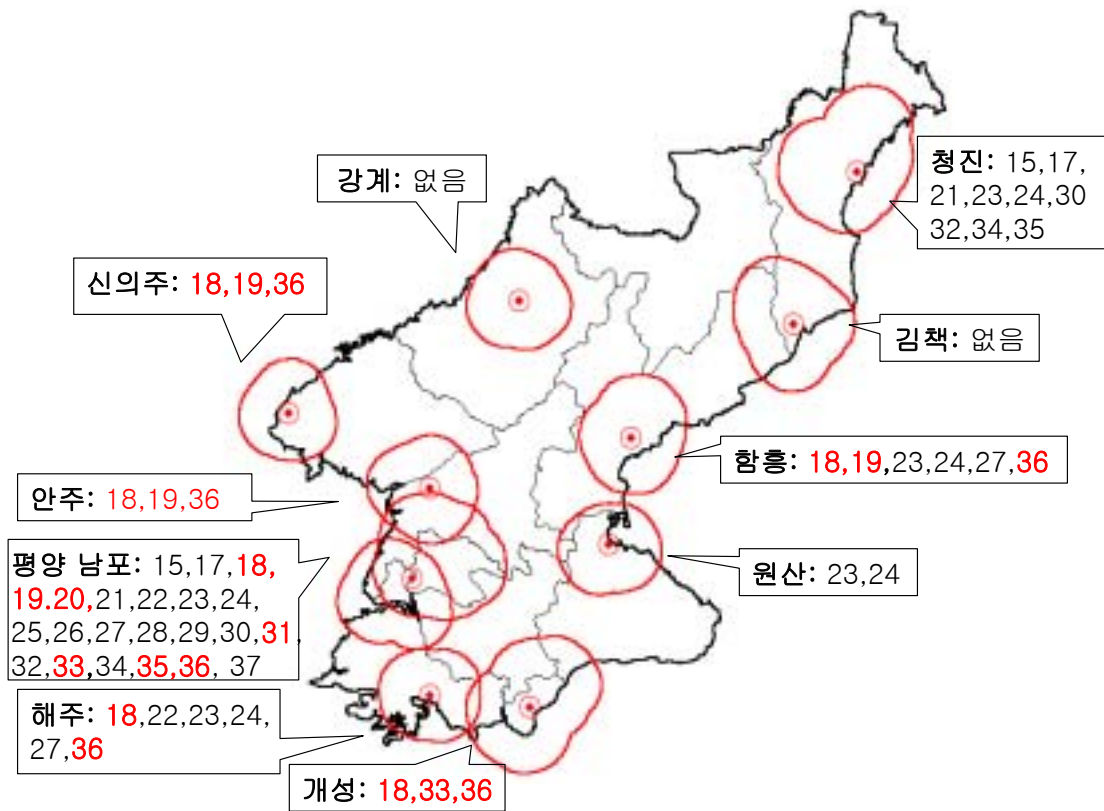 강계: 없음
청진: 15,17,
21,23,24,30
32,34,35
신의주: 18,19,36
김책: 없음
함흥: 18,19,23,24,27,36
안주: 18,19,36
원산: 23,24
평양 남포: 15,17,18,
19.20,21,22,23,24,
25,26,27,28,29,30,31,
32,33,34,35,36, 37
해주: 18,22,23,24,
27,36
개성: 18,33,36